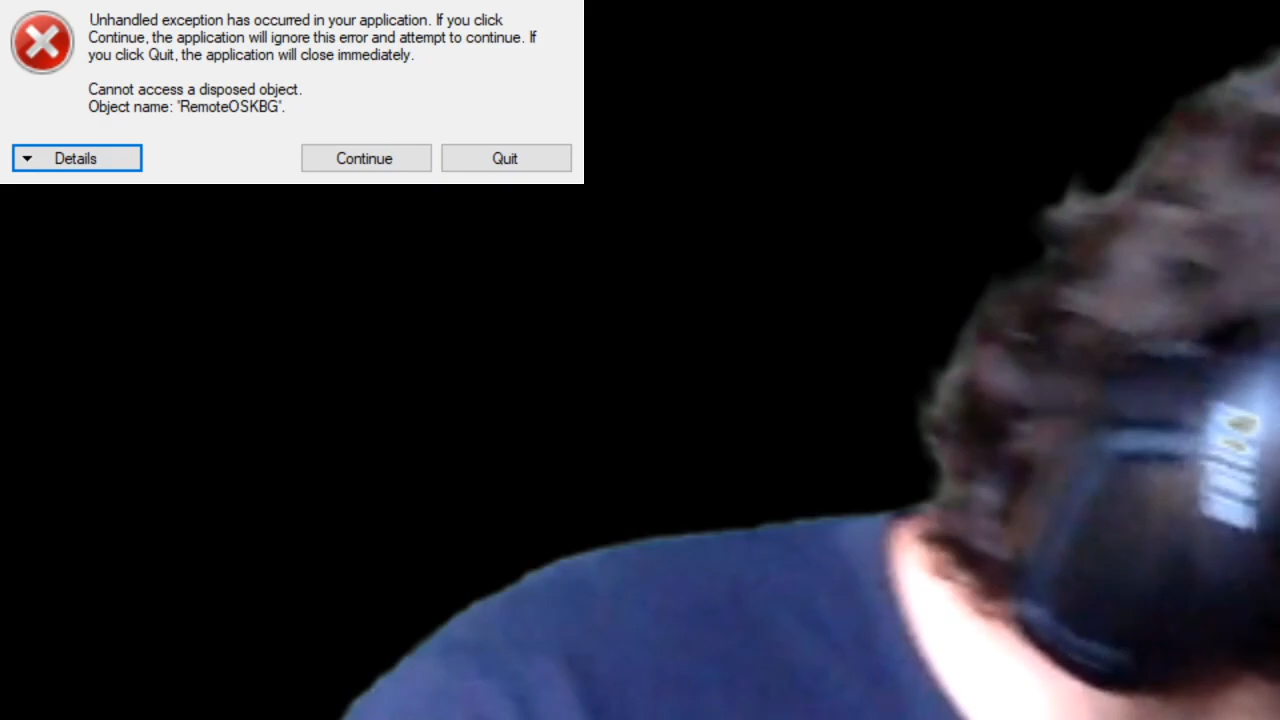 Unhandled exception has occurred in your application. If you click
Continue, the application will ignore this error and attempt to continue. If
you click Quit, the application will close immediately.
Cannot access a disposed object.
Object name: 'RemoteOSKBG'.
Details
Continue
Quit